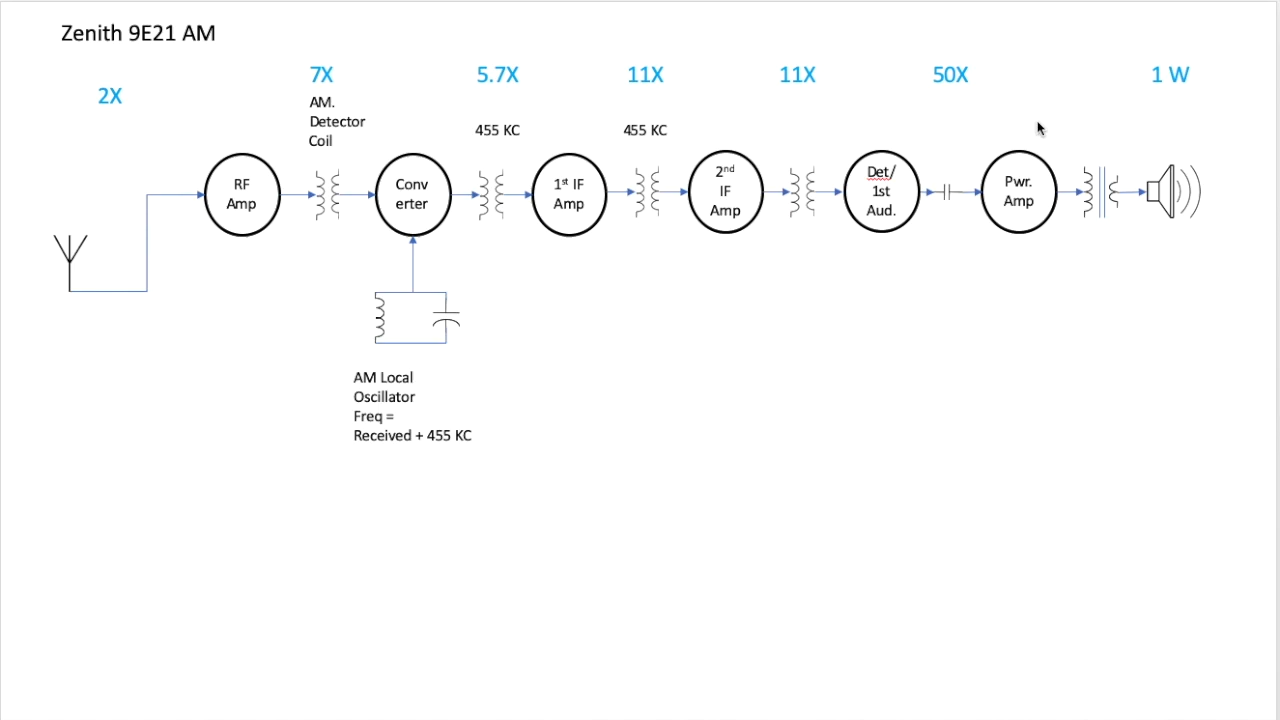 Zenith 9E21 AM
2X
7X
5.7X
11X
11X
50X
1 W
AM.
Detector
Coil
455 KC
455 KC
RF
Amp
Conv
erter
1st IF
Amp
2nd
IF
Amp
Det/
1st
Aud.
Pwr.
Amp
AM Local
Oscillator
Freq =
Received + 455 KC